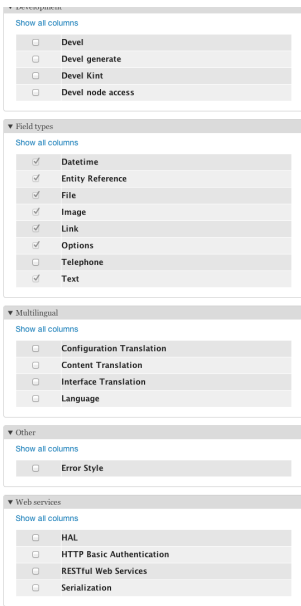 ▼ Development
Show all columns
Devel
Devel generate
Devel Kint
Devel node access
▼ Field types
Show all columns
Datetime
Entity Reference
File
Image
Link
Options
Telephone
Text
▼ Multilingual
Show all columns
Configuration Translation
Content Translation
Interface Translation
Language
▼ Other
Show all columns
Error Style
▼ Web services
Show all columns
HAL
HTTP Basic Authentication
RESTful Web Services
Serialization